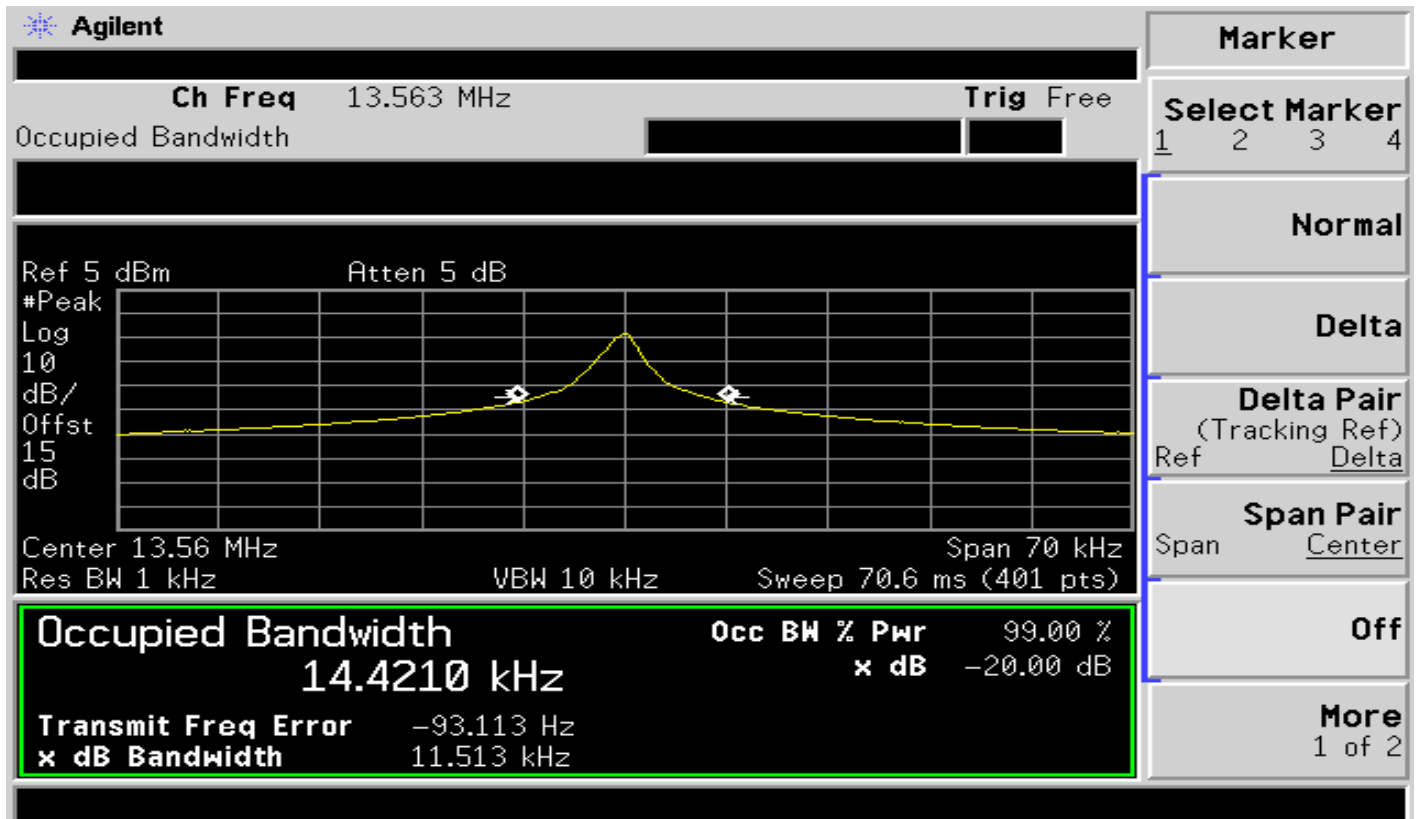 Agilent
Marker
Ch Freq 13.563 MHz Trig Free
Occupied Bandwidth
Select Marker
1 2 3 4
Normal
Ref 5 dBm Atten 5 dB
#Peak
Log
10
dB/
Offst
15
dB
Delta
Delta Pair
(Tracking Ref)
Ref Delta
Center 13.56 MHz Span 70 kHz
Res BW 1 kHz VBW 10 kHz Sweep 70.6 ms (401 pts)
Span Pair
Span Center
Occupied Bandwidth Occ BW % Pwr 99.00 %
14.4210 kHz x dB -20.00 dB
Transmit Freq Error -93.113 Hz
x dB Bandwidth 11.513 kHz
Off
More
1 of 2